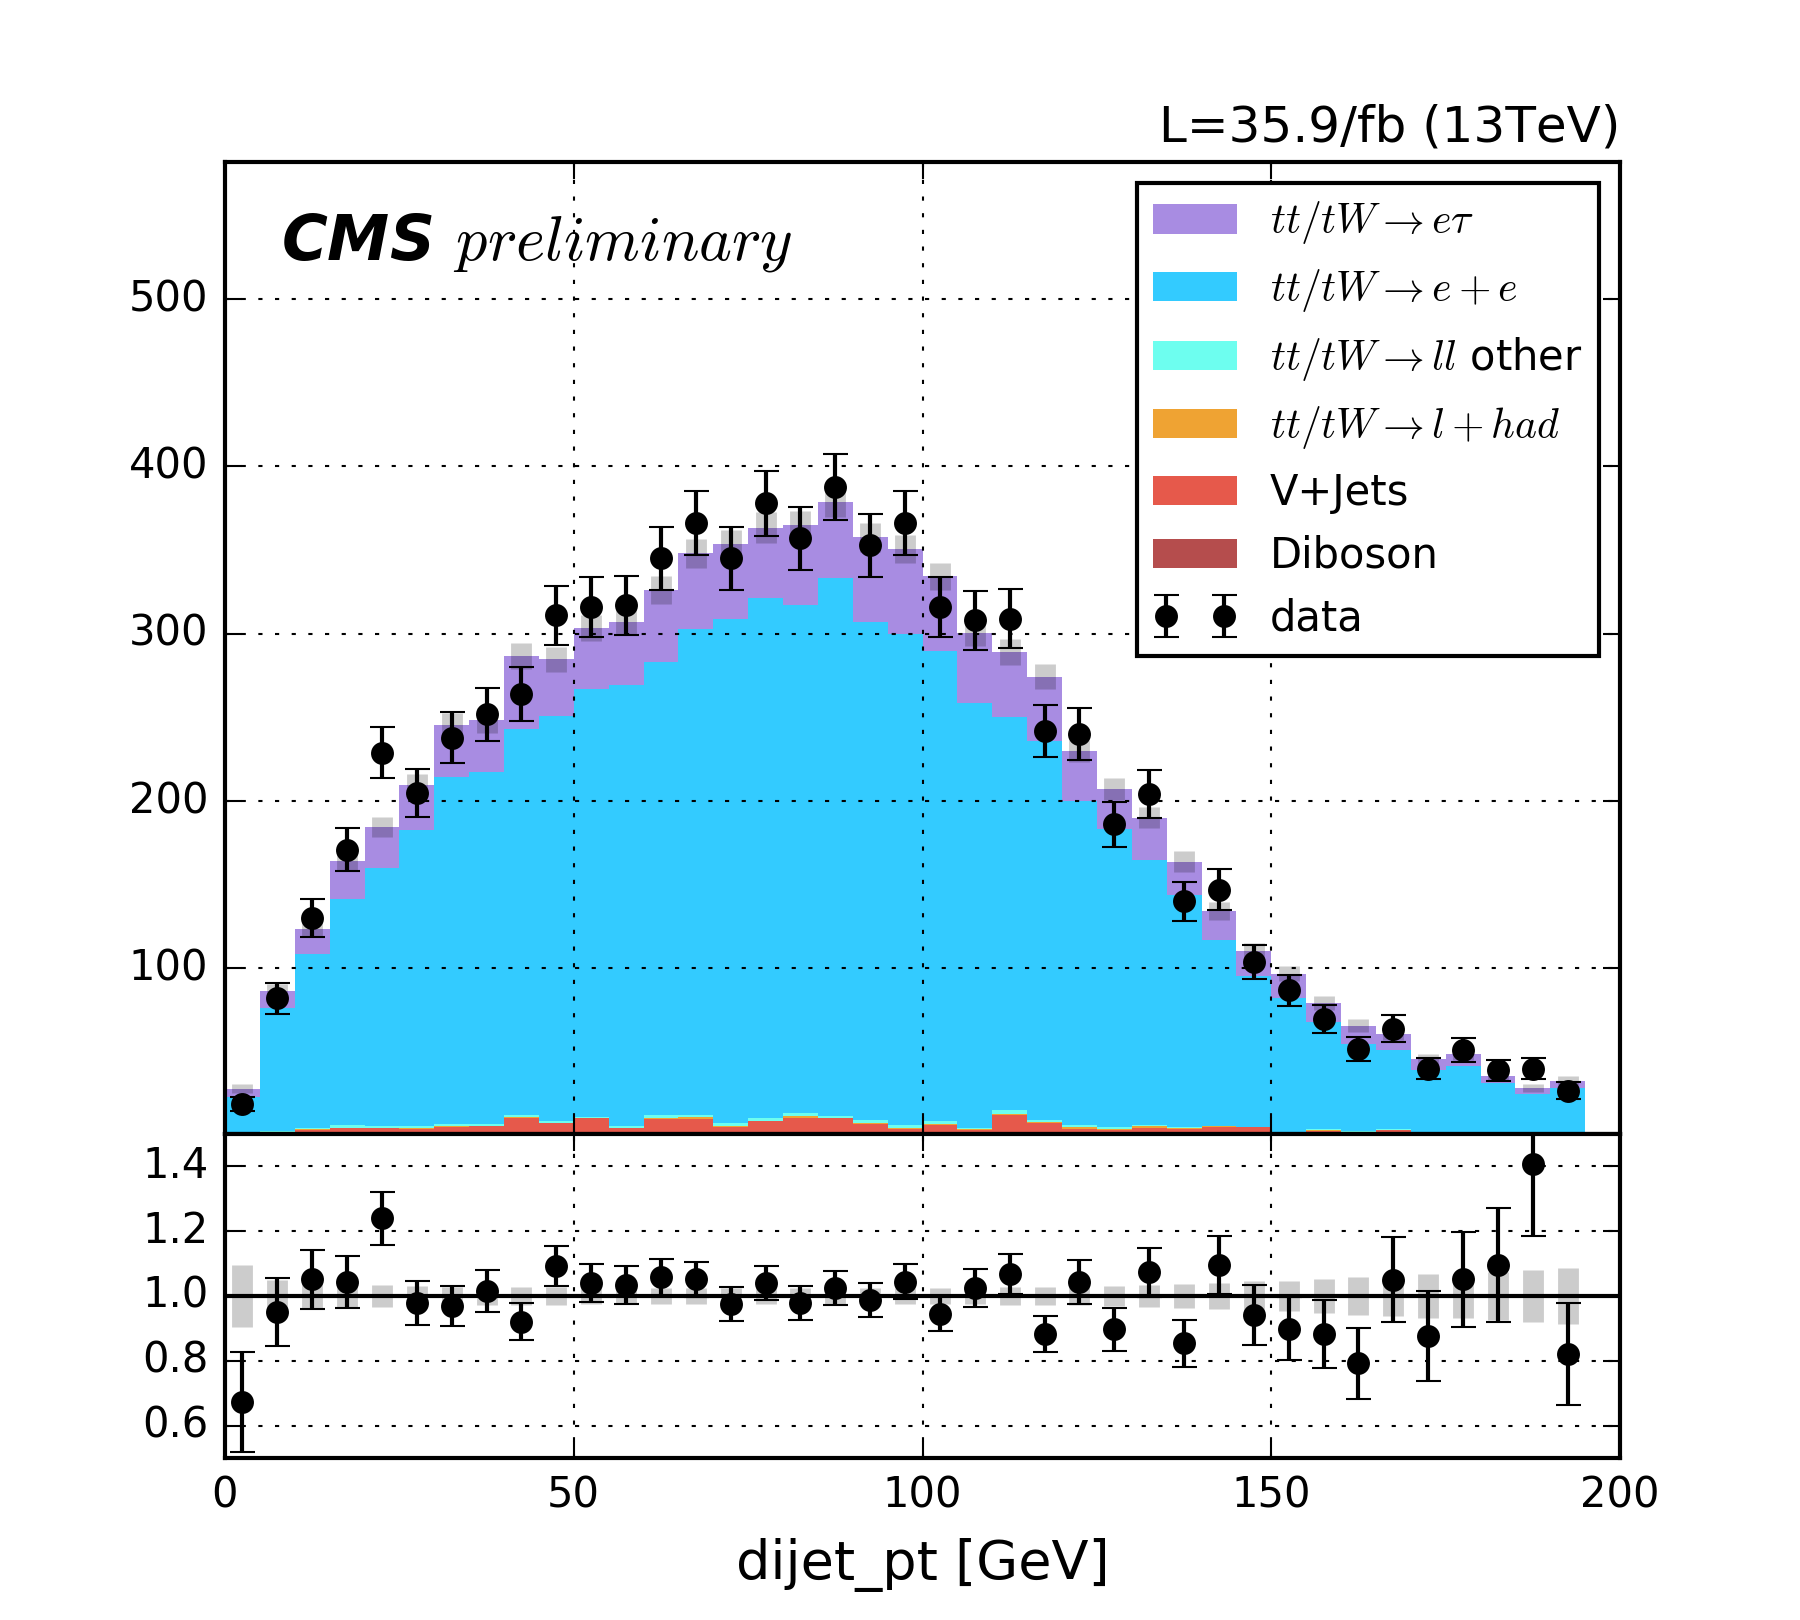 L=35.9/fb (13TeV)
CMS preliminary
tt/tW→eτ
tt/tW→e+e
tt/tW→ll other
tt/tW→l+had
V+Jets
Diboson
data
500
400
300
200
100
1.4
1.2
1.0
0.8
0.6
0 50 100 150 200
dijet_pt [GeV]